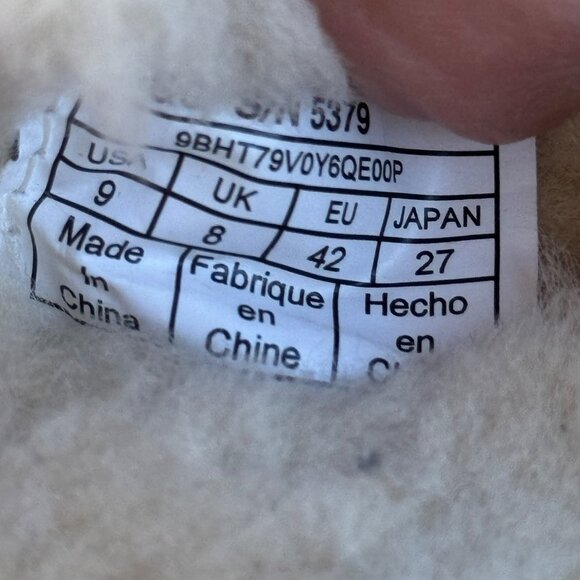 S/N 5379
9BHT79V0Y6QE00P
USA UK EU JAPAN
9 8 42 27
Made in China
Fabrique en Chine
Hecho en